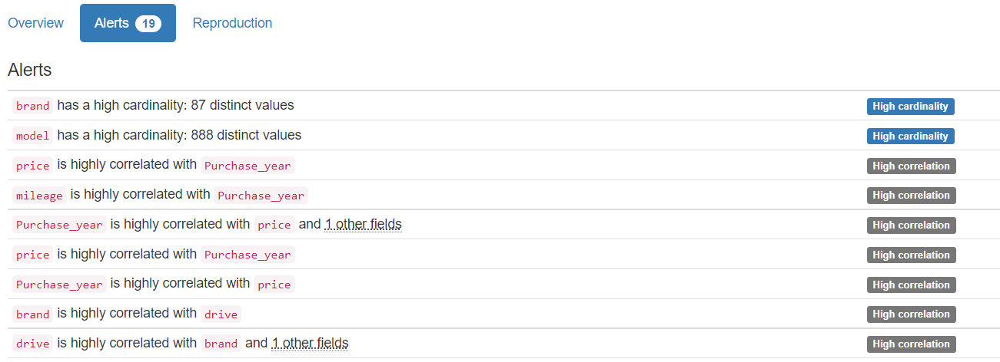 Overview Alerts 19 Reproduction
Alerts
brand has a high cardinality: 87 distinct values High cardinality
model has a high cardinality: 888 distinct values High cardinality
price is highly correlated with Purchase_year High correlation
mileage is highly correlated with Purchase_year High correlation
Purchase_year is highly correlated with price and 1 other fields High correlation
price is highly correlated with Purchase_year High correlation
Purchase_year is highly correlated with price High correlation
brand is highly correlated with drive High correlation
drive is highly correlated with brand and 1 other fields High correlation